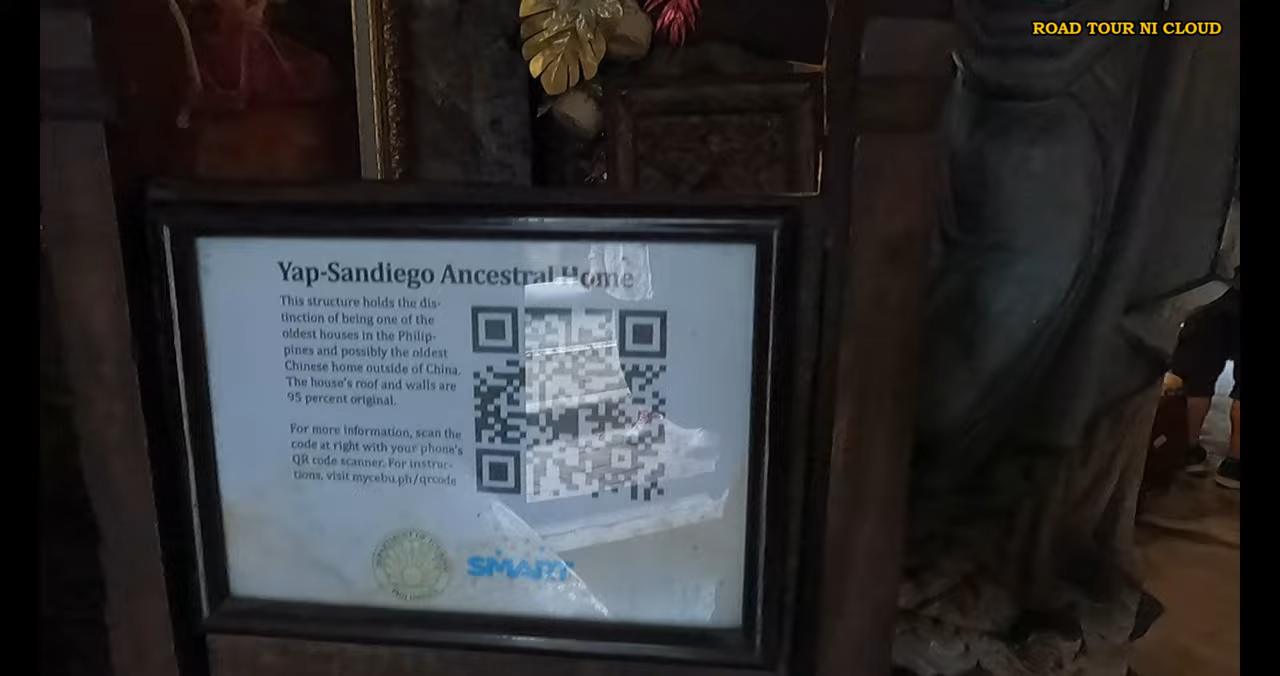 ROAD TOUR NI CLOUD
Yap-Sandiego Ancestral Home
This structure holds the dis-
tinction of being one of the
oldest houses in the Philip-
pines and possibly the oldest
Chinese home outside of China.
The house's roof and walls are
95 percent original.
For more information, scan the
code at right with your phone's
QR code scanner. For instruc-
tions, visit mycebu.ph/qrcode
SMART